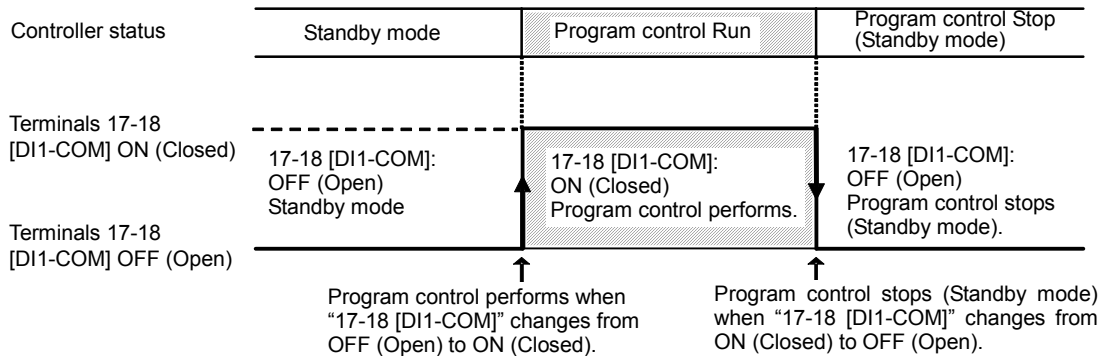 Controller status
Standby mode
Program control Run
Program control Stop
(Standby mode)
Terminals 17-18
[DI1-COM] ON (Closed)
17-18 [DI1-COM]:
OFF (Open)
Standby mode
17-18 [DI1-COM]:
ON (Closed)
Program control performs.
17-18 [DI1-COM]:
OFF (Open)
Program control stops
(Standby mode).
Terminals 17-18
[DI1-COM] OFF (Open)
Program control performs when
“17-18 [DI1-COM]” changes from
OFF (Open) to ON (Closed).
Program control stops (Standby mode)
when “17-18 [DI1-COM]” changes from
ON (Closed) to OFF (Open).